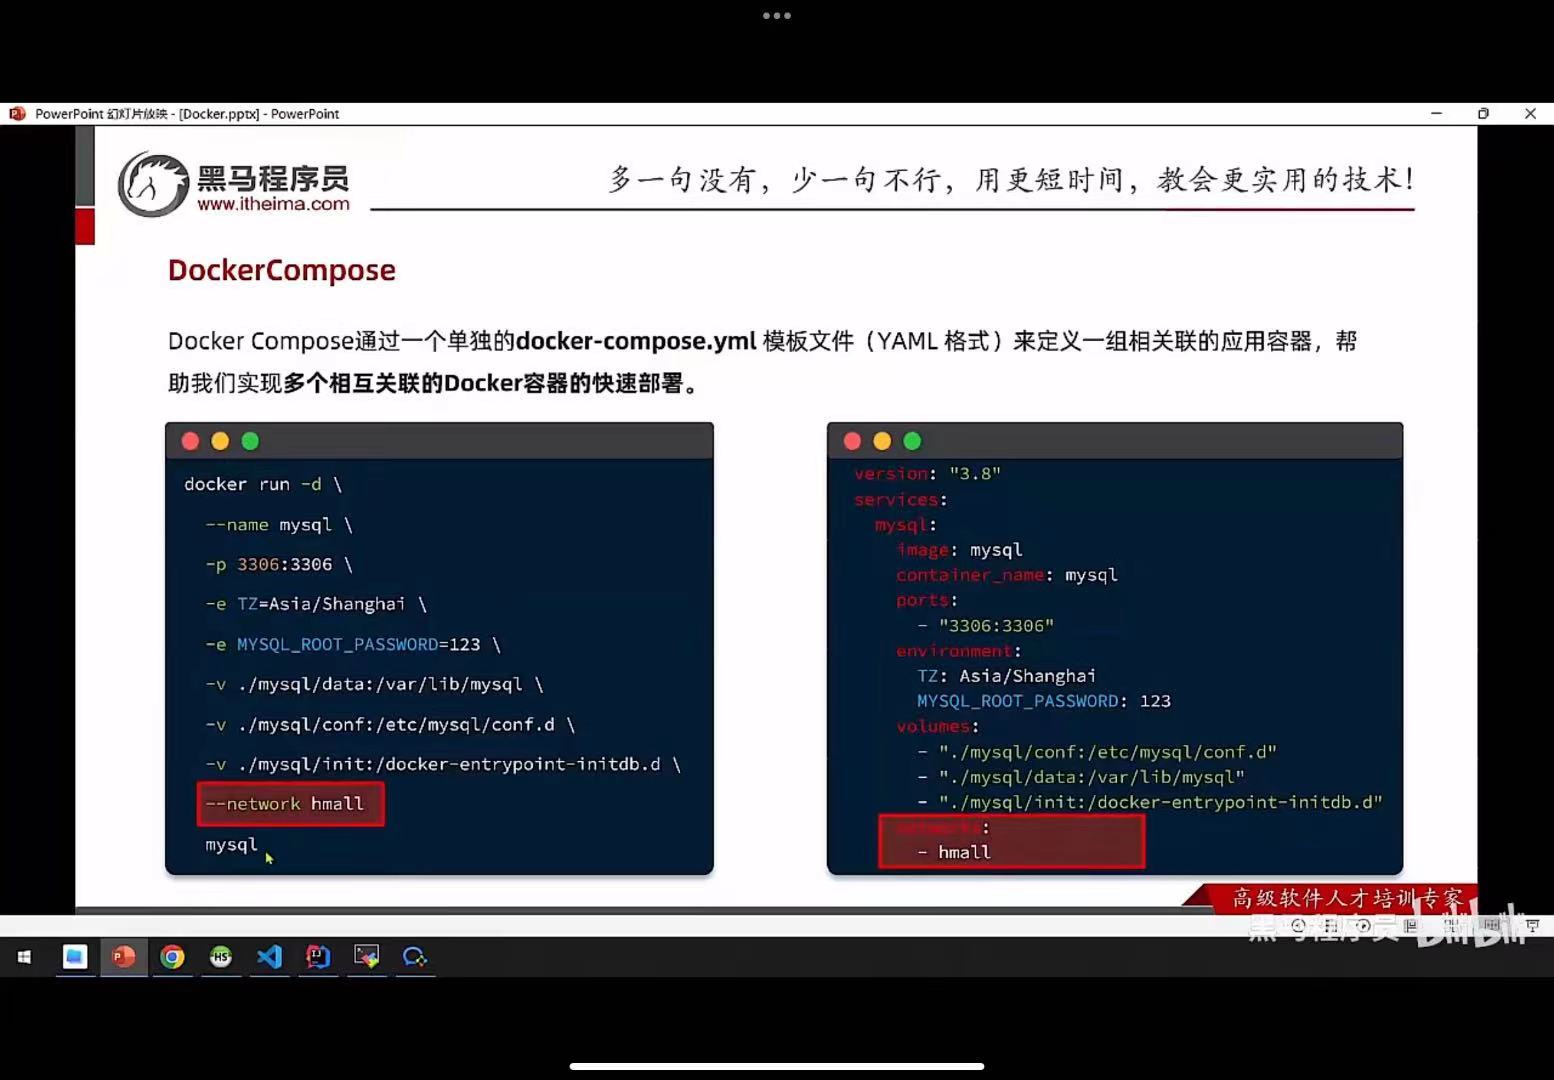 PowerPoint 幻灯片放映 - [Docker.pptx] - PowerPoint
黑马程序员
www.itheima.com
多一句没有，少一句不行，用更短时间，教会更实用的技术！
DockerCompose
Docker Compose通过一个单独的docker-compose.yml 模板文件（YAML 格式）来定义一组相关联的应用容器，帮
助我们实现多个相互关联的Docker容器的快速部署。
docker run -d \
--name mysql \
-p 3306:3306 \
-e TZ=Asia/Shanghai \
-e MYSQL_ROOT_PASSWORD=123 \
-v ./mysql/data:/var/lib/mysql \
-v ./mysql/conf:/etc/mysql/conf.d \
-v ./mysql/init:/docker-entrypoint-initdb.d \
--network hmall
mysql
version: "3.8"
services:
mysql:
image: mysql
container_name: mysql
ports:
- "3306:3306"
environment:
TZ: Asia/Shanghai
MYSQL_ROOT_PASSWORD: 123
volumes:
- "./mysql/conf:/etc/mysql/conf.d"
- "./mysql/data:/var/lib/mysql"
- "./mysql/init:/docker-entrypoint-initdb.d"
networks:
- hmall
高级软件人才培训专家
黑马程序员 bilibili
HS